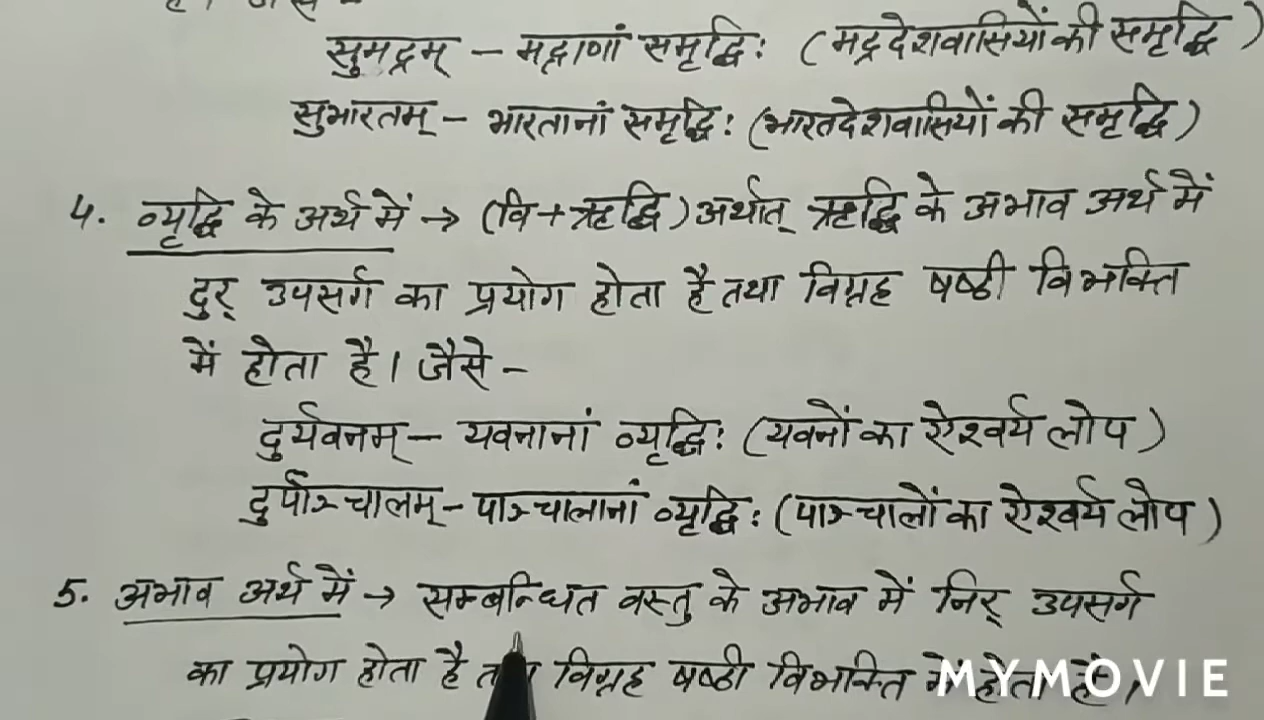 है। जैसे -
सुमद्रम् - मद्राणां समृद्धिः (मद्रदेशवासियों की समृद्धि)
सुभारतम् - भारतानां समृद्धिः (भारतदेशवासियों की समृद्धि)
4. व्यृद्धि के अर्थ में → (वि + ऋद्धि) अर्थात् ऋद्धि के अभाव अर्थ में
दुर् उपसर्ग का प्रयोग होता है तथा विग्रह षष्ठी विभक्ति
में होता है। जैसे -
दुर्यवनम् - यवनानां व्यृद्धिः (यवनों का ऐश्वर्य लोप)
दुर्पाञ्चालम् - पाञ्चालानां व्यृद्धिः (पाञ्चालों का ऐश्वर्य लोप)
5. अभाव अर्थ में → सम्बन्धित वस्तु के अभाव में निर् उपसर्ग
का प्रयोग होता है विग्रह षष्ठी विभक्ति में होता है।
MYMOVIE